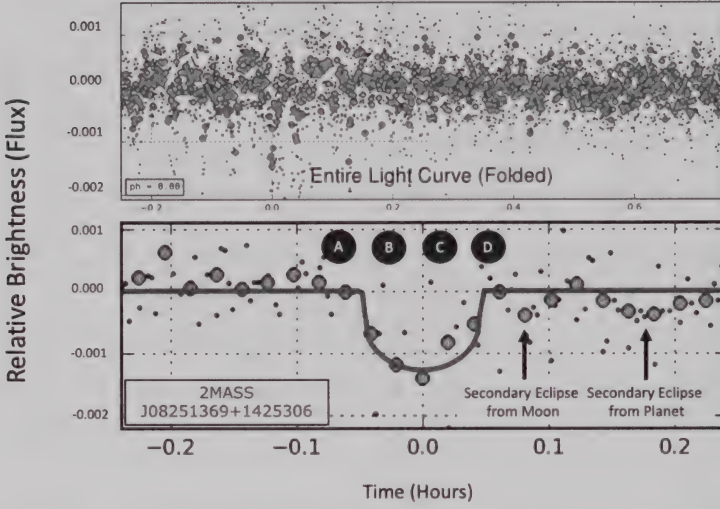 Relative Brightness (Flux)
0.001
0.000
-0.001
-0.002
Entire Light Curve (Folded)
ph = 0.00
-0.2
0.0
0.2
0.4
0.6
0.001
0.000
-0.001
-0.002
A
B
C
D
2MASS
J08251369+1425306
Secondary Eclipse
from Moon
Secondary Eclipse
from Planet
−0.2
−0.1
0.0
0.1
0.2
Time (Hours)